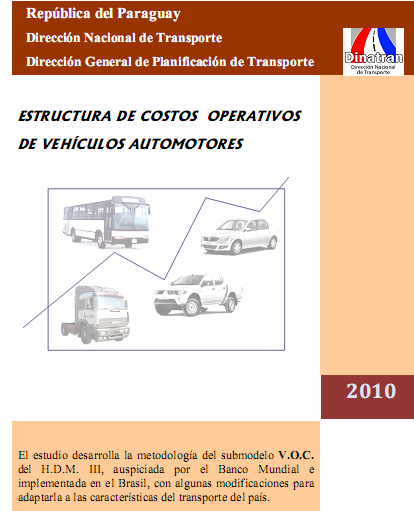 República del Paraguay
Dirección Nacional de Transporte
Dirección General de Planificación de Transporte
Dinatran
Dirección Nacional
de Transporte
ESTRUCTURA DE COSTOS OPERATIVOS
DE VEHÍCULOS AUTOMOTORES
2010
El estudio desarrolla la metodología del submodelo V.O.C.
del H.D.M. III, auspiciada por el Banco Mundial e
implementada en el Brasil, con algunas modificaciones para
adaptarla a las características del transporte del país.